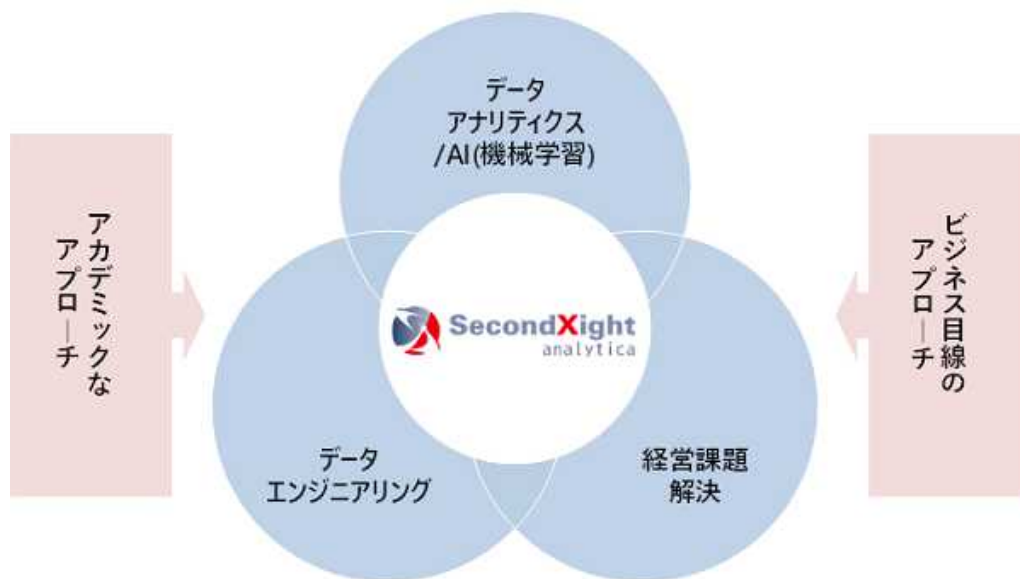 データ
アナリティクス
/AI(機械学習)
アカデミックな
アプローチ
SecondXight
analytica
ビジネス目線の
アプローチ
データ
エンジニアリング
経営課題
解決